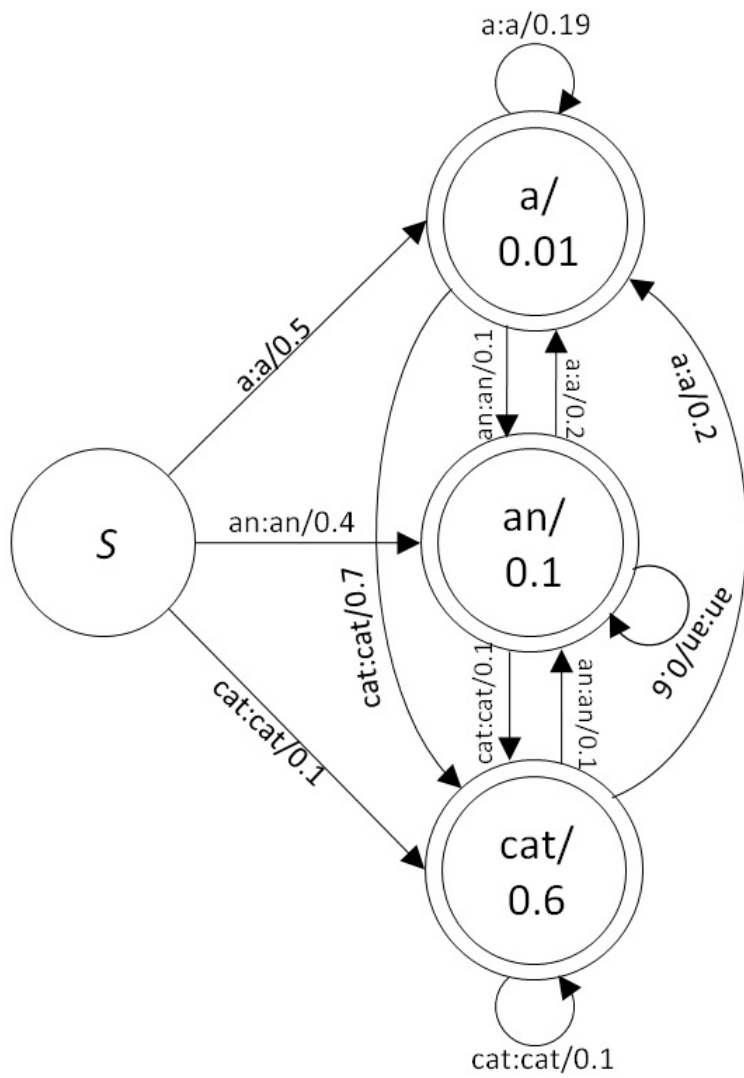 a:a/0.19
a/
0.01
a:a/0.5
an:an/0.1
a:a/0.2
a:a/0.2
S
an:an/0.4
an/
0.1
cat:cat/0.7
cat:cat/0.1
an:an/0.1
an:an/0.6
cat:cat/0.1
cat/
0.6
cat:cat/0.1